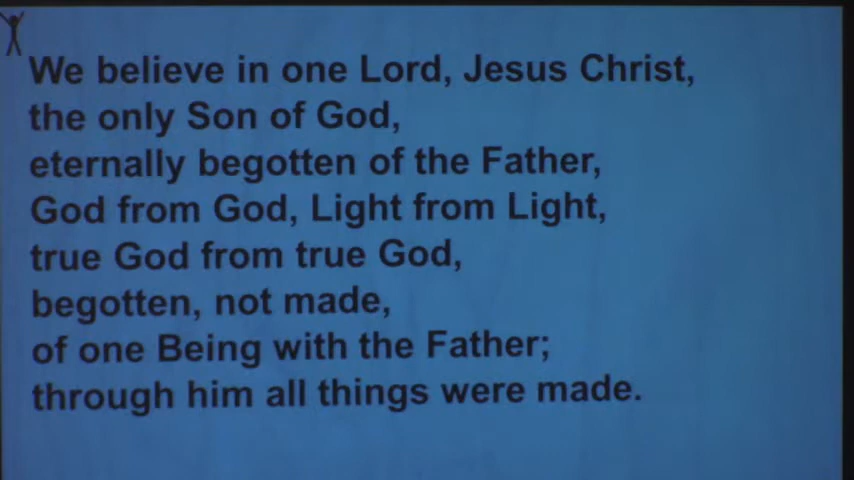 We believe in one Lord, Jesus Christ,
the only Son of God,
eternally begotten of the Father,
God from God, Light from Light,
true God from true God,
begotten, not made,
of one Being with the Father;
through him all things were made.